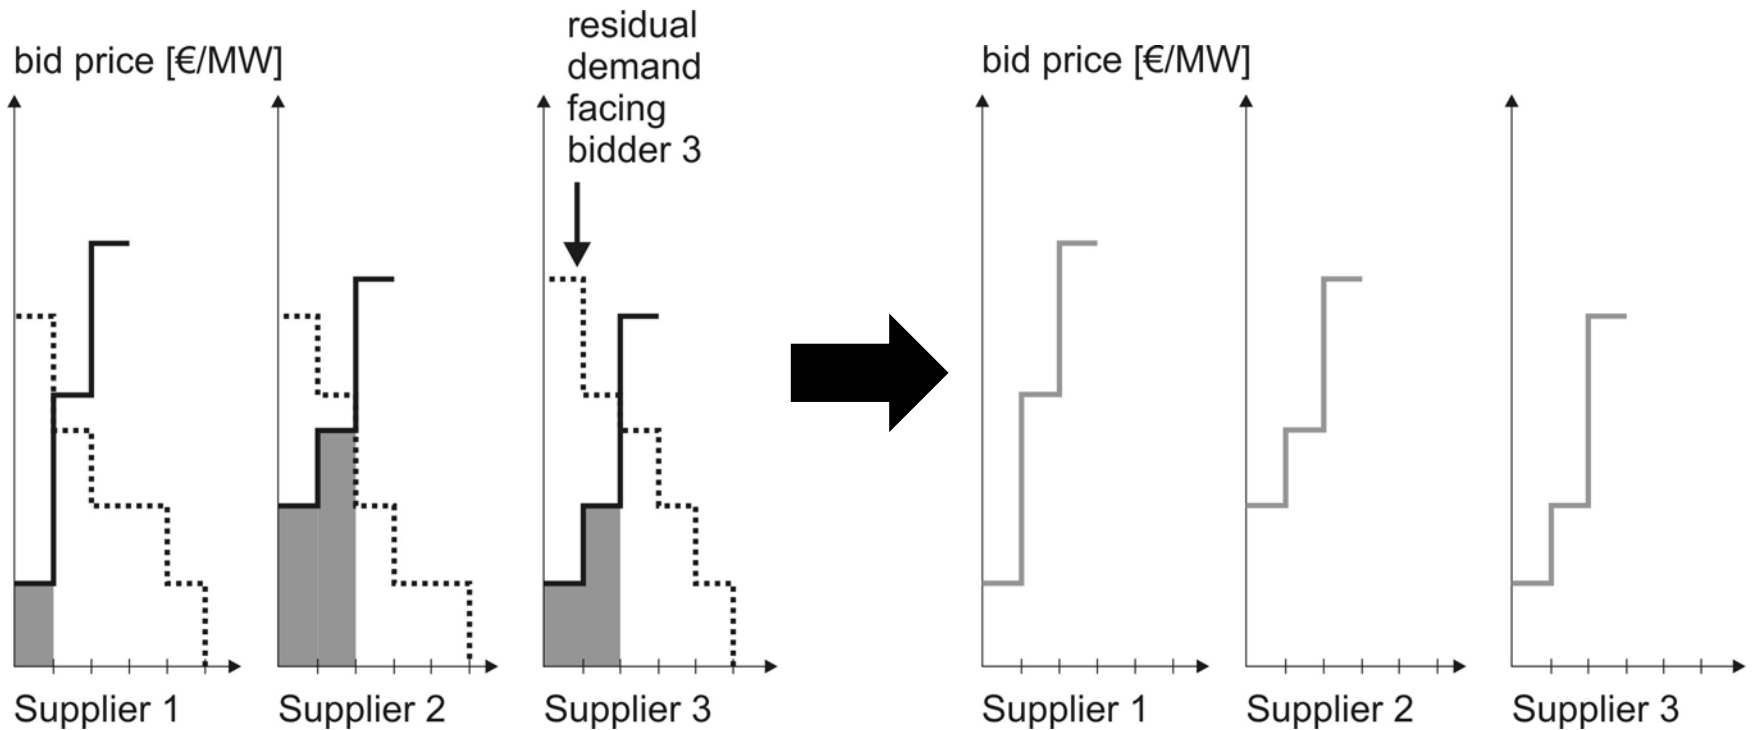 bid price [€/MW]
residual
demand
facing
bidder 3
bid price [€/MW]
Supplier 1
Supplier 2
Supplier 3
Supplier 1
Supplier 2
Supplier 3